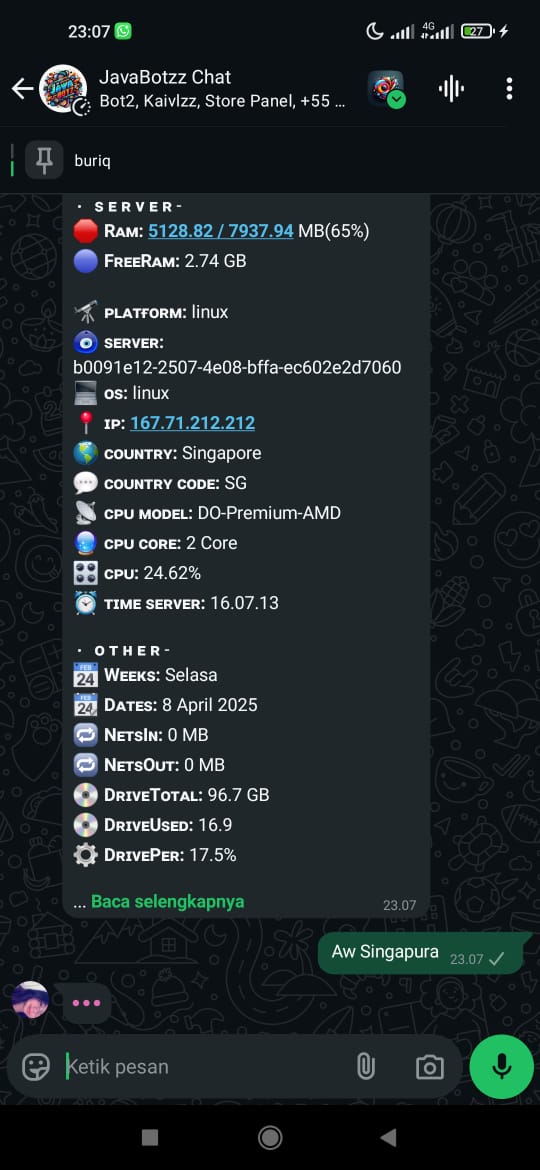 23:07
4G
27
JavaBotzz Chat
Bot2, Kaivlzz, Store Panel, +55 ...
buriq
· S E R V E R -
Ram: 5128.82 / 7937.94 MB(65%)
FreeRam: 2.74 GB
platform: linux
server:
b0091e12-2507-4e08-bffa-ec602e2d7060
os: linux
ip: 167.71.212.212
country: Singapore
country code: SG
cpu model: DO-Premium-AMD
cpu core: 2 Core
cpu: 24.62%
time server: 16.07.13
· O T H E R -
Weeks: Selasa
Dates: 8 April 2025
NetsIn: 0 MB
NetsOut: 0 MB
DriveTotal: 96.7 GB
DriveUsed: 16.9
DrivePer: 17.5%
... Baca selengkapnya
23.07
Aw Singapura 23.07
Ketik pesan